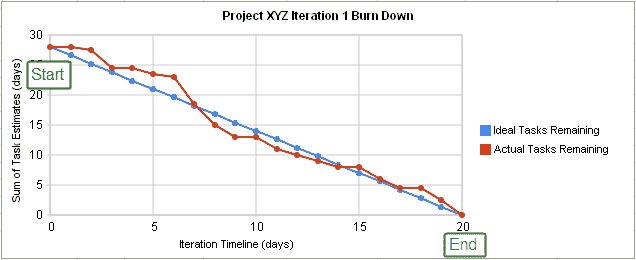 Project XYZ Iteration 1 Burn Down
30
Start
20
15
10
5
0
Sum of Task Estimates (days)
0
5
10
15
20
Iteration Timeline (days)
End
Ideal Tasks Remaining
Actual Tasks Remaining